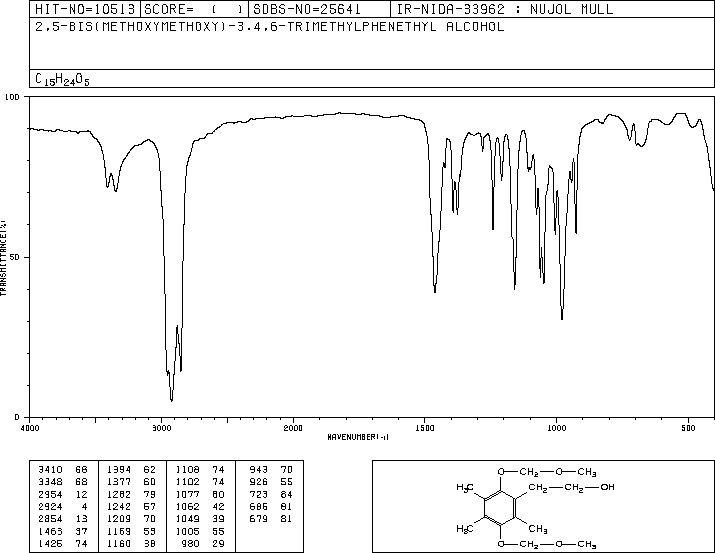 HIT-NO=10513 SCORE= ( ) SDBS-NO=25641 IR-NIDA-33962 : NUJOL MULL
2,5-BIS(METHOXYMETHOXY)-3,4,6-TRIMETHYLPHENETHYL ALCOHOL
C15H24O5
100
50
0
TRANSMITTANCE(%)
4000 3000 2000 1500 1000 500
WAVENUMBER(-1)
3410 66 1394 62 1108 74 943 70
3348 68 1377 60 1102 74 926 55
2954 12 1282 79 1077 60 723 84
2924 4 1242 57 1062 42 696 81
2854 13 1209 70 1049 39 679 81
1463 37 1169 59 1005 55
1426 74 1160 38 980 29
O CH2 O CH3
H3C CH2 CH2 OH
H3C CH3
O CH2 O CH3